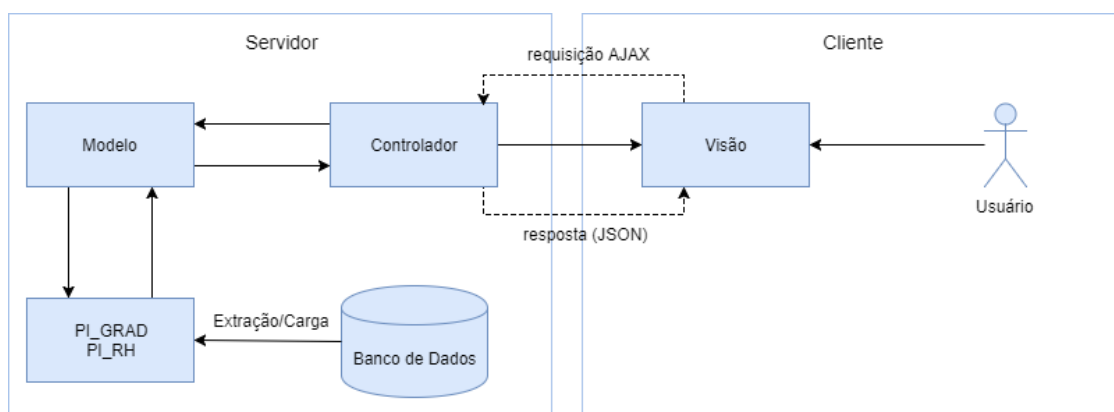 Servidor
Cliente
requisição AJAX
Modelo
Controlador
Visão
Usuário
resposta (JSON)
PI_GRAD
PI_RH
Extração/Carga
Banco de Dados